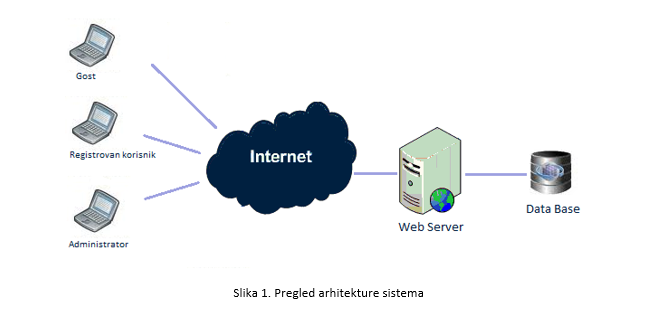 Gost
Registrovan korisnik
Administrator
Internet
Web Server
Data Base
Slika 1. Pregled arhitekture sistema